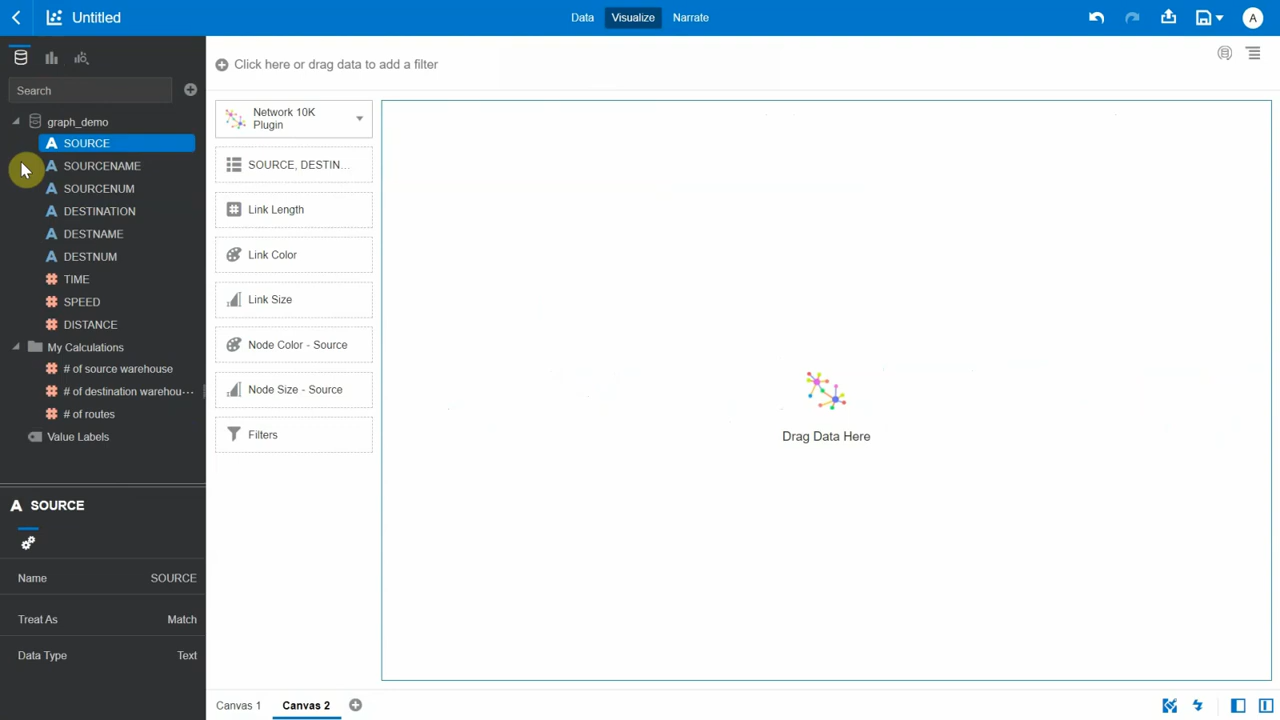 Untitled
Data
Visualize
Narrate
A
Search
Click here or drag data to add a filter
graph_demo
A SOURCE
A SOURCENAME
A SOURCENUM
A DESTINATION
A DESTNAME
A DESTNUM
TIME
SPEED
DISTANCE
My Calculations
# of source warehouse
# of destination warehou···
# of routes
Value Labels
Network 10K
Plugin
SOURCE, DESTIN...
Link Length
Link Color
Link Size
Node Color - Source
Node Size - Source
Filters
Drag Data Here
A SOURCE
Name SOURCE
Treat As Match
Data Type Text
Canvas 1
Canvas 2